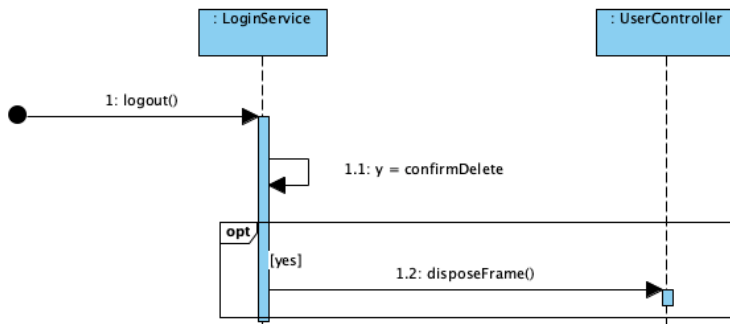 : LoginService
: UserController
1: logout()
1.1: y = confirmDelete
opt
[yes]
1.2: disposeFrame()